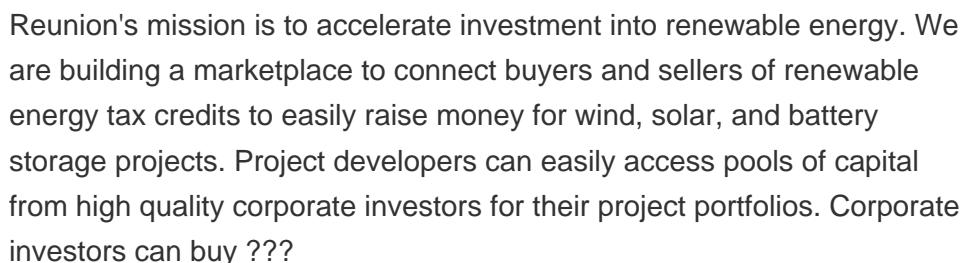 Reunion's mission is to accelerate investment into renewable energy. We
are building a marketplace to connect buyers and sellers of renewable
energy tax credits to easily raise money for wind, solar, and battery
storage projects. Project developers can easily access pools of capital
from high quality corporate investors for their project portfolios. Corporate
investors can buy ???